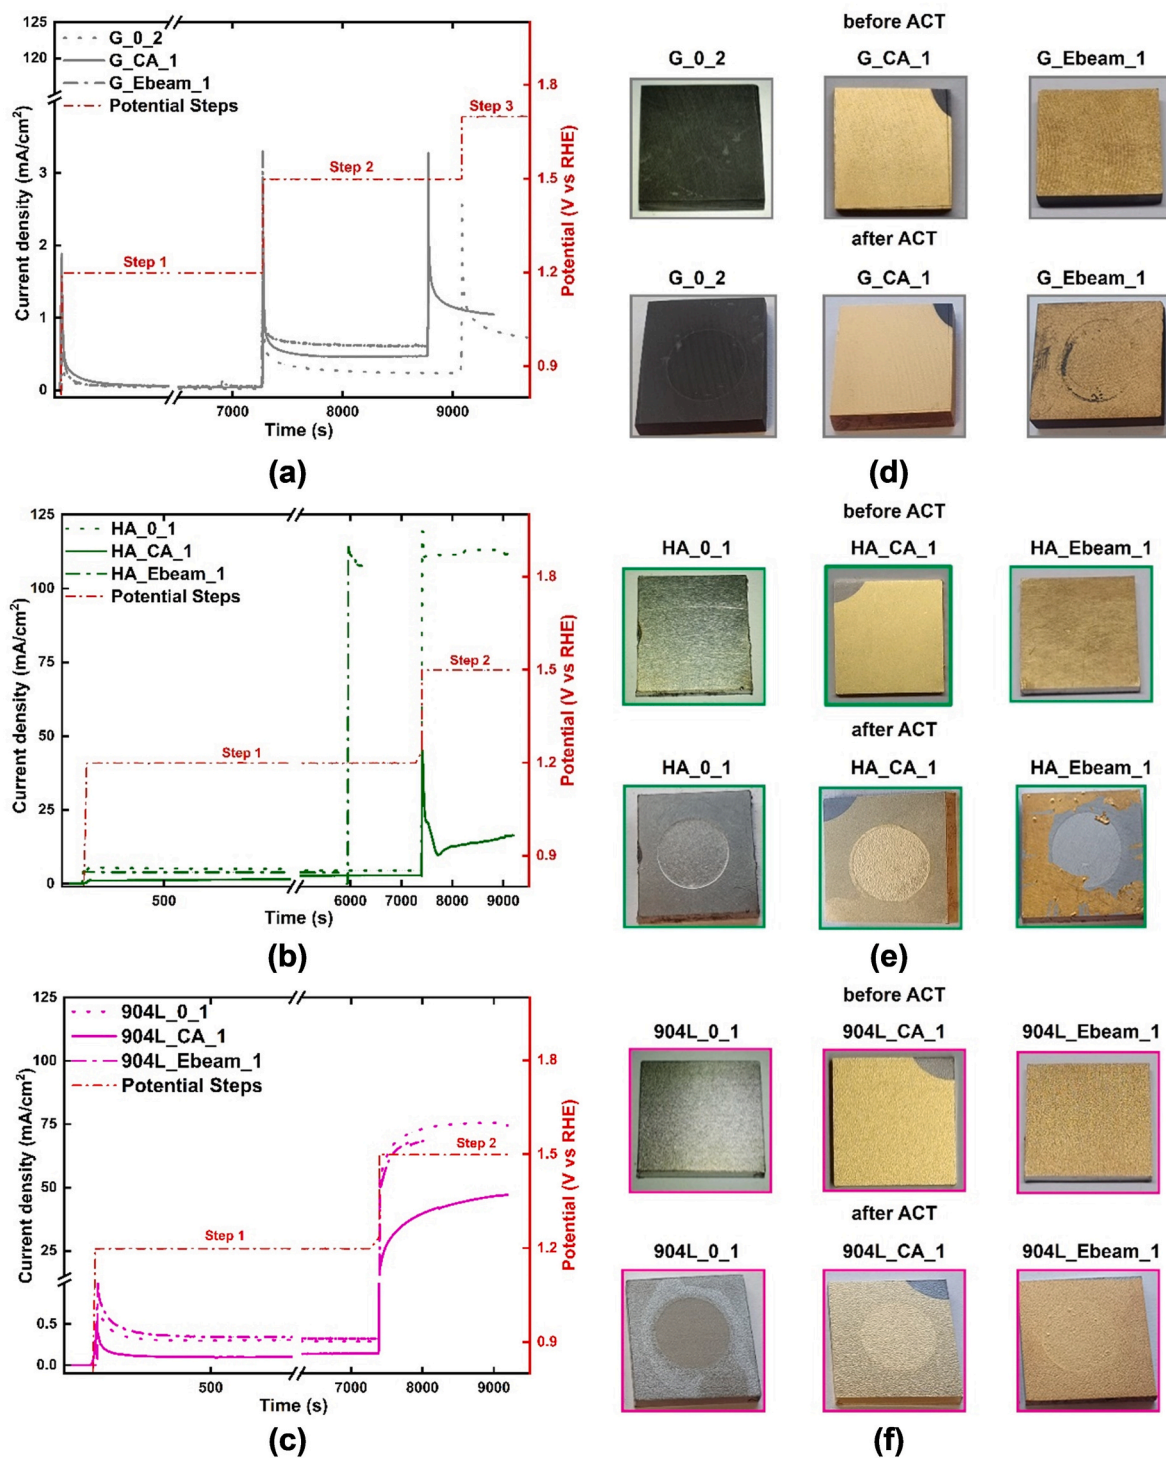 125
120
3
2
1
0
Current density (mA/cm²)
G_0_2
G_CA_1
G_Ebeam_1
Potential Steps
Step 1
Step 2
Step 3
1.8
1.5
1.2
0.9
Potential (V vs RHE)
7000 8000 9000
Time (s)
(a)
before ACT
G_0_2 G_CA_1 G_Ebeam_1
after ACT
G_0_2 G_CA_1 G_Ebeam_1
(d)
125
100
75
50
25
0
Current density (mA/cm²)
HA_0_1
HA_CA_1
HA_Ebeam_1
Potential Steps
Step 1
Step 2
1.8
1.5
1.2
0.9
Potential (V vs RHE)
500 6000 7000 8000 9000
Time (s)
(b)
before ACT
HA_0_1 HA_CA_1 HA_Ebeam_1
after ACT
HA_0_1 HA_CA_1 HA_Ebeam_1
(e)
125
100
75
50
25
0.5
0.0
Current density (mA/cm²)
904L_0_1
904L_CA_1
904L_Ebeam_1
Potential Steps
Step 1
Step 2
1.8
1.5
1.2
0.9
Potential (V vs RHE)
500 7000 8000 9000
Time (s)
(c)
before ACT
904L_0_1 904L_CA_1 904L_Ebeam_1
after ACT
904L_0_1 904L_CA_1 904L_Ebeam_1
(f)